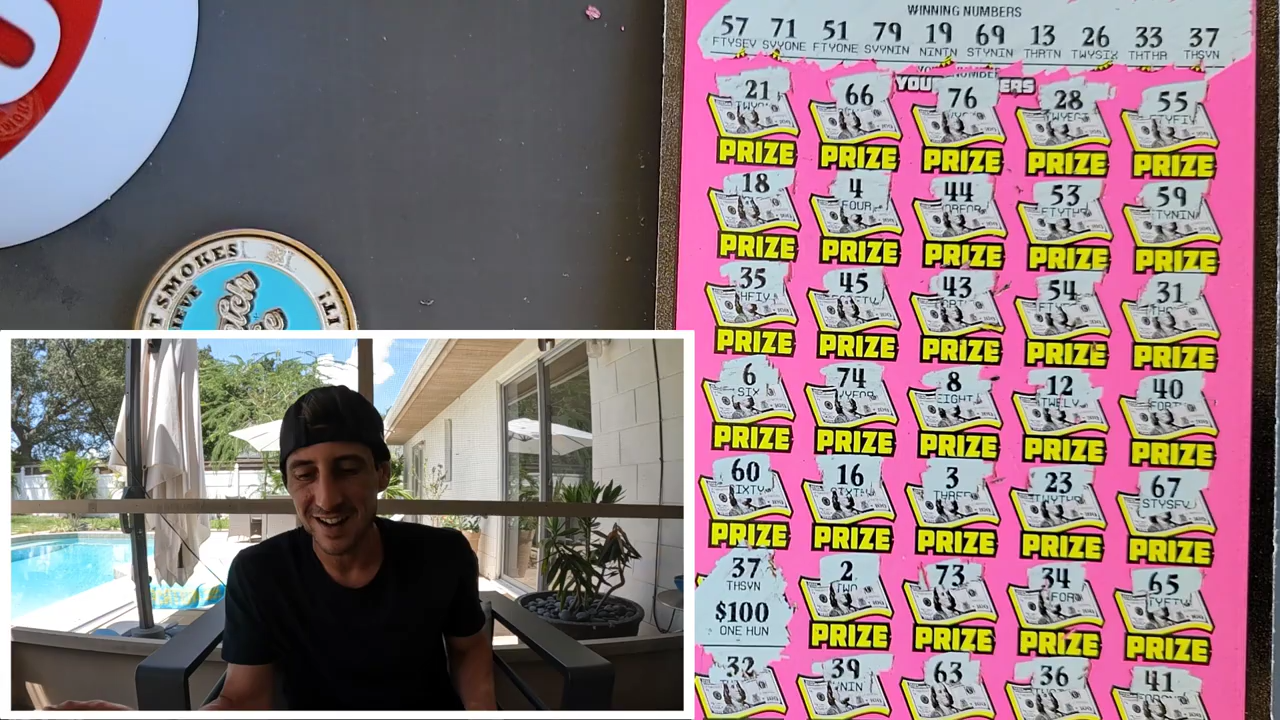 WINNING NUMBERS
57 71 51 79 19 69 13 26 33 37
FTYSEV SVYONE FTYONE SVYNIN NINTN STYNIN THRTN TWYSIX THTHR THSVN
21 66 76 28 55
PRIZE PRIZE PRIZE PRIZE PRIZE
18 4 44 53 59
FOUR
PRIZE PRIZE PRIZE PRIZE PRIZE
35 45 43 54 31
PRIZE PRIZE PRIZE PRIZE PRIZE
6 74 8 12 40
SIX EIGHT TWELV
PRIZE PRIZE PRIZE PRIZE PRIZE
60 16 3 23 67
PRIZE PRIZE PRIZE PRIZE PRIZE
37 2 73 34 65
THSVN
$100 PRIZE PRIZE PRIZE PRIZE
ONE HUN
32 39 63 36 41
SMOKES